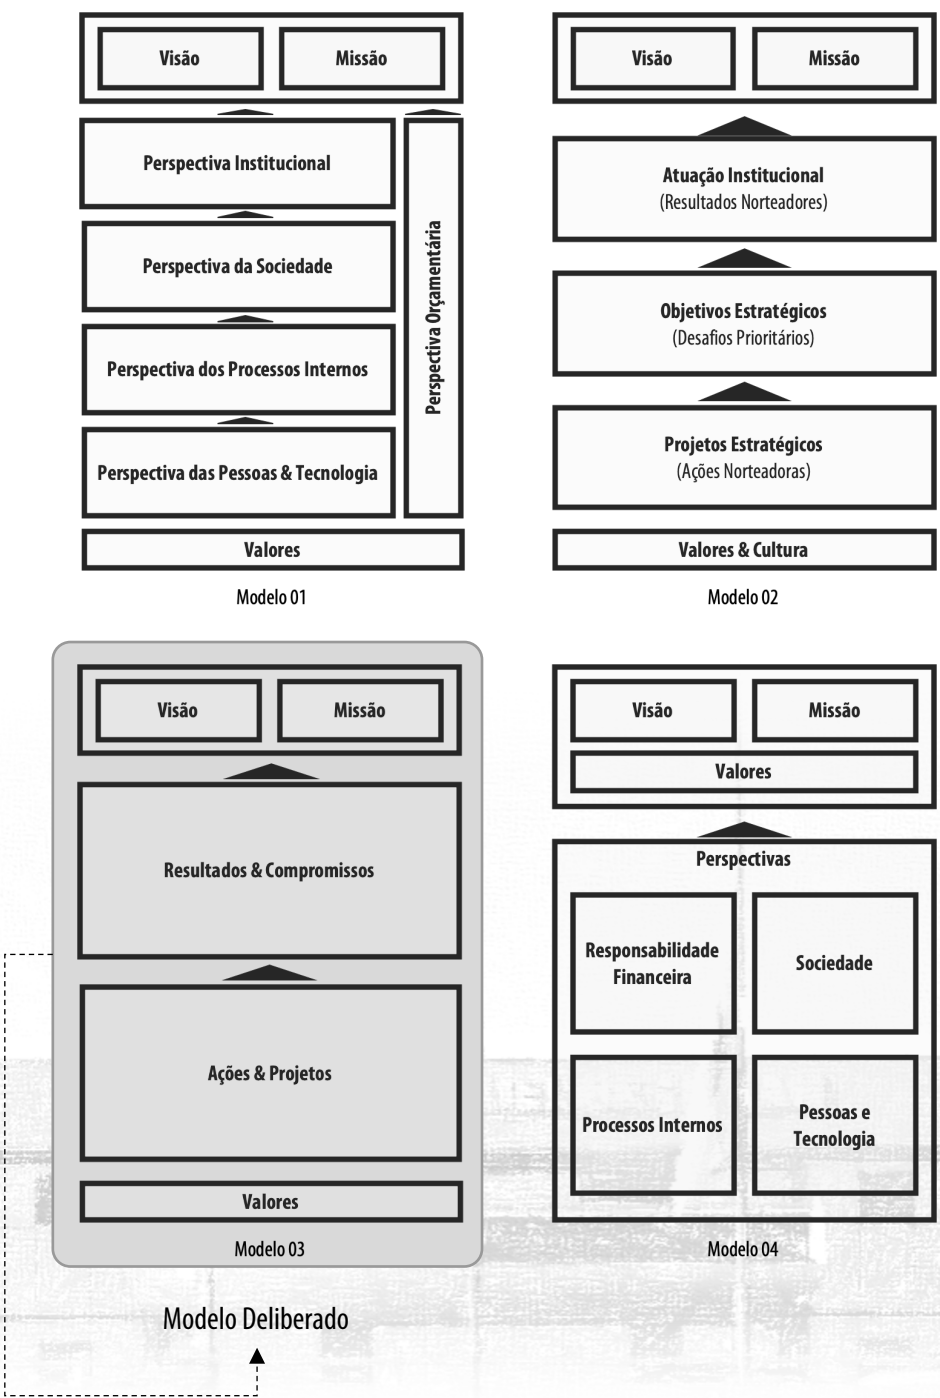 Visão
Missão
Perspectiva Institucional
Perspectiva da Sociedade
Perspectiva dos Processos Internos
Perspectiva das Pessoas & Tecnologia
Perspectiva Orçamentária
Valores
Modelo 01
Visão
Missão
Atuação Institucional
(Resultados Norteadores)
Objetivos Estratégicos
(Desafios Prioritários)
Projetos Estratégicos
(Ações Norteadoras)
Valores & Cultura
Modelo 02
Visão
Missão
Resultados & Compromissos
Ações & Projetos
Valores
Modelo 03
Visão
Missão
Valores
Perspectivas
Responsabilidade
Financeira
Sociedade
Processos Internos
Pessoas e
Tecnologia
Modelo 04
Modelo Deliberado